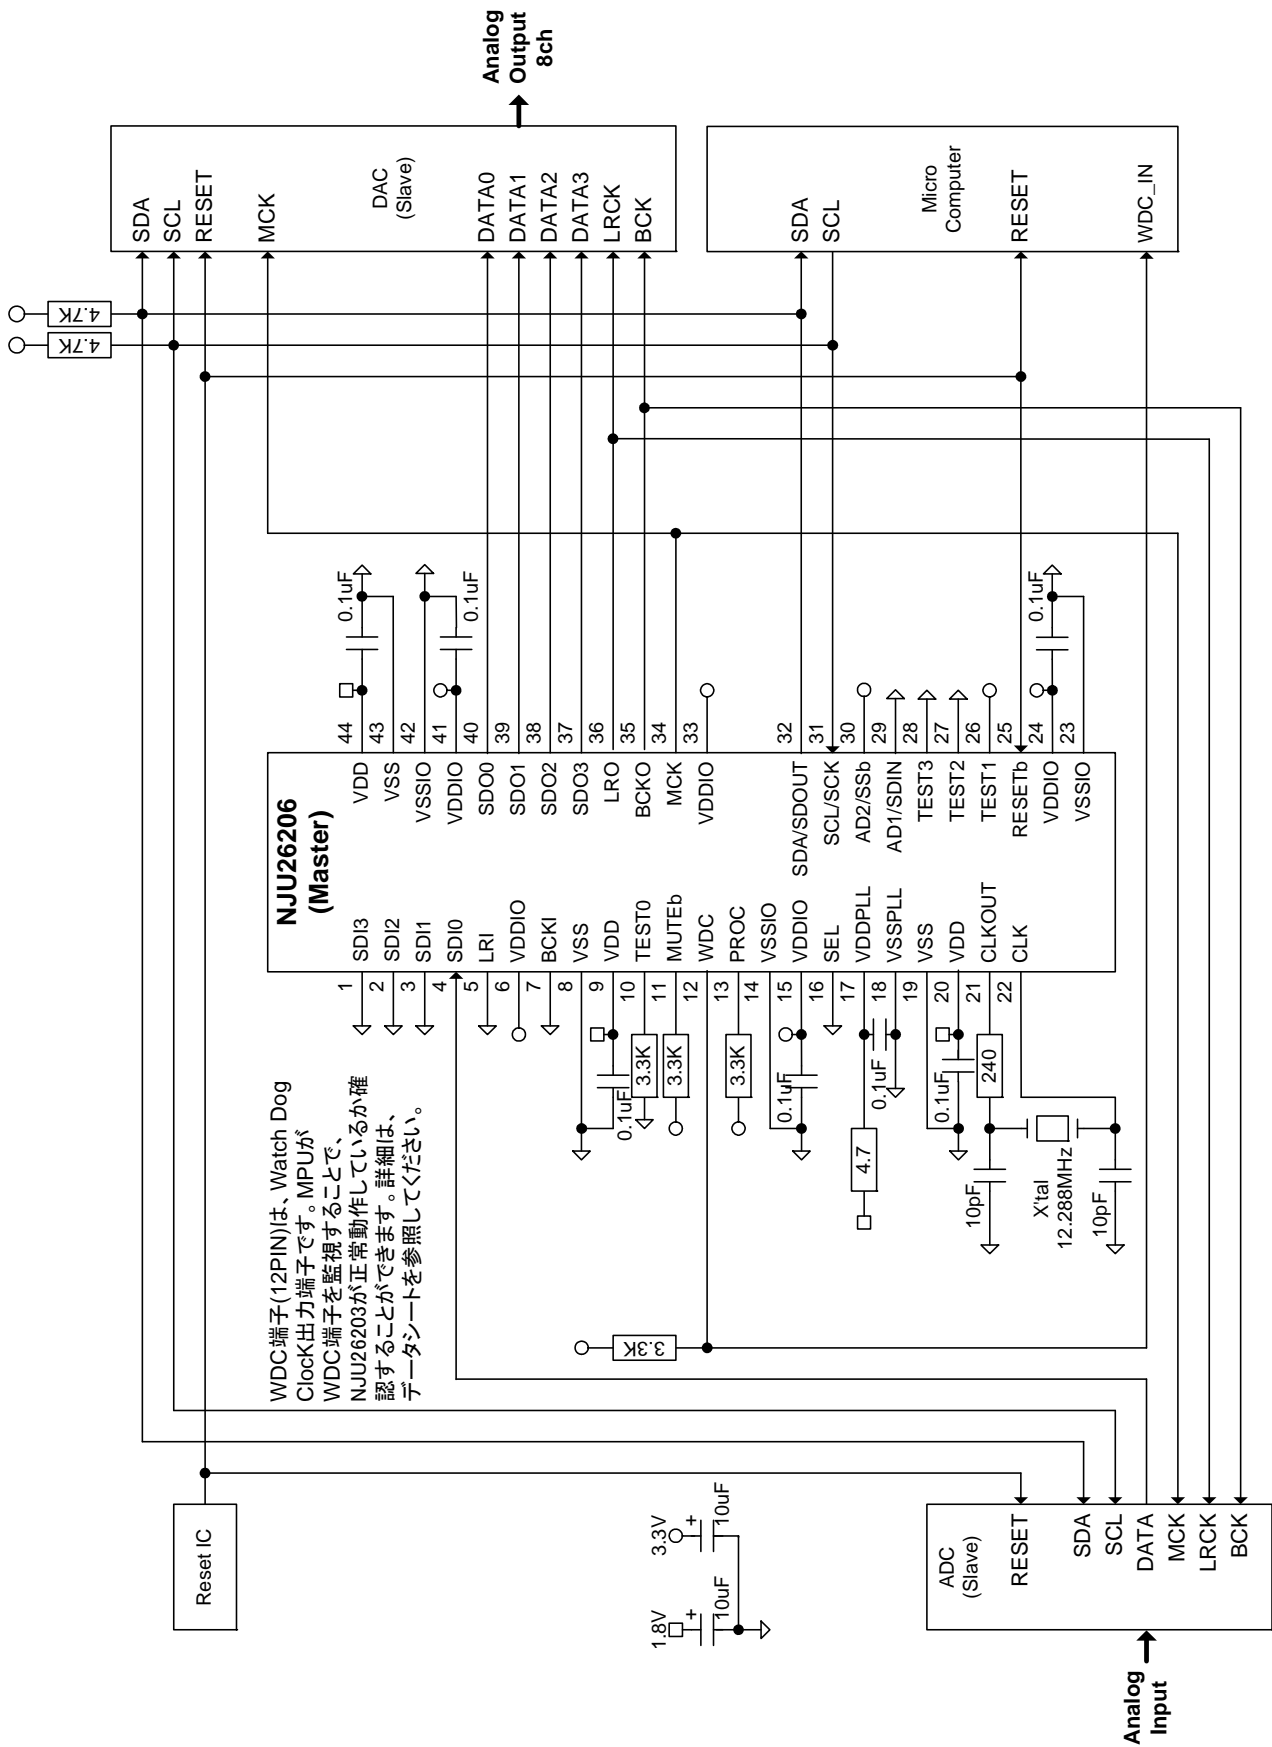 Reset IC
1.8V
+
10uF
3.3V
+
10uF
Analog
Input
ADC
(Slave)
RESET
SDA
SCL
DATA
MCK
LRCK
BCK
WDC端子(12PIN)は、Watch Dog
ClocK出力端子です。MPUが
WDC端子を監視することで、
NJU26203が正常動作しているか確
認することができます。詳細は、
データシートを参照してください。
NJU26206
(Master)
1 SDI3
2 SDI2
3 SDI1
4 SDI0
5 LRI
6 VDDIO
7 BCKI
8 VSS
9 VDD
10 TEST0
11 MUTEb
12 WDC
13 PROC
14 VSSIO
15 VDDIO
16 SEL
17 VDDPLL
18 VSSPLL
19 VSS
20 VDD
21 CLKOUT
22 CLK
VDD 44
VSS 43
VSSIO 42
VDDIO 41
SDO0 40
SDO1 39
SDO2 38
SDO3 37
LRO 36
BCKO 35
MCK 34
VDDIO 33
SDA/SDOUT 32
SCL/SCK 31
AD2/SSb 30
AD1/SDIN 29
TEST3 28
TEST2 27
TEST1 26
RESETb 25
VDDIO 24
VSSIO 23
0.1uF
3.3K
3.3K
3.3K
3.3K
0.1uF
4.7
0.1uF
0.1uF
240
10pF
X'tal
12.288MHz
10pF
0.1uF
0.1uF
0.1uF
4.7K
4.7K
SDA
SCL
RESET
MCK
DAC
(Slave)
DATA0
DATA1
DATA2
DATA3
LRCK
BCK
Analog
Output
8ch
SDA
SCL
Micro
Computer
RESET
WDC_IN